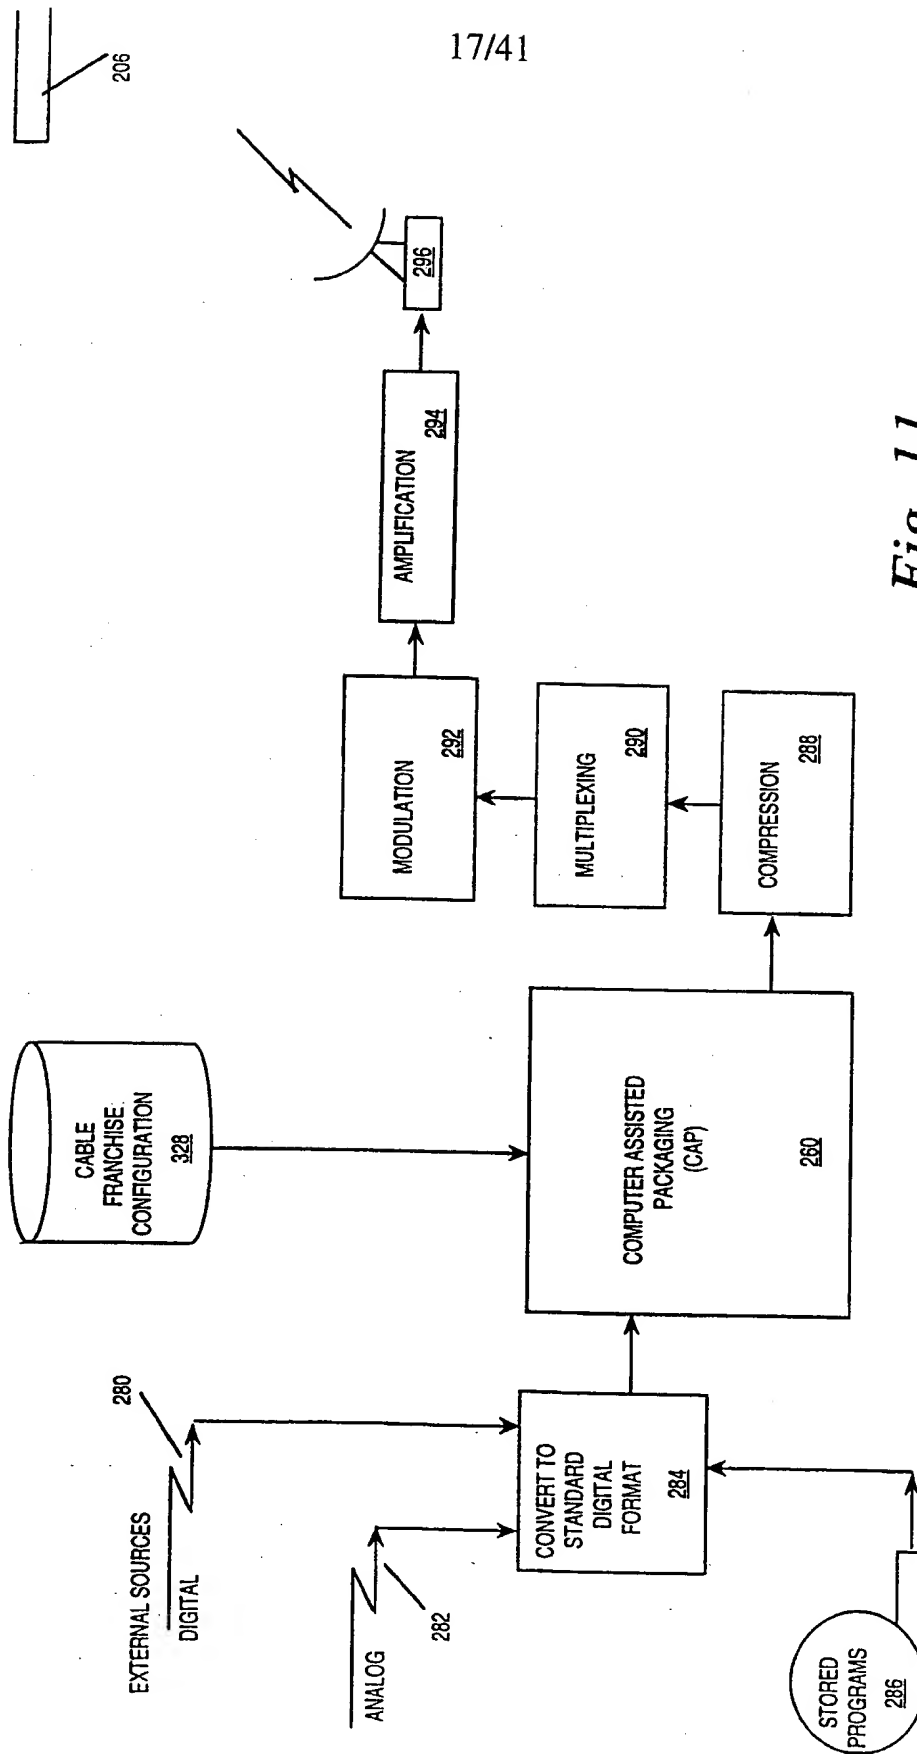 17/41
206
296
AMPLIFICATION
294
MODULATION
292
MULTIPLEXING
290
COMPRESSION
288
CABLE
FRANCHISE
CONFIGURATION
328
COMPUTER ASSISTED
PACKAGING
(CAP)
260
EXTERNAL SOURCES
DIGITAL
280
ANALOG
282
CONVERT TO
STANDARD
DIGITAL
FORMAT
284
STORED
PROGRAMS
286
Fig. 11